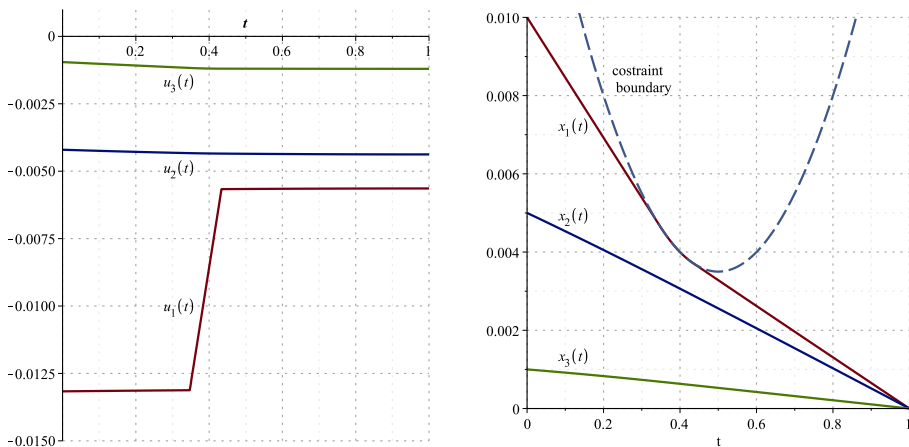 t
0
0.2
0.4
0.6
0.8
1
u3(t)
−0.0025
u2(t)
−0.0050
−0.0075
u1(t)
−0.0100
−0.0125
−0.0150
0.010
costraint
boundary
0.008
x1(t)
0.006
x2(t)
0.004
0.002
x3(t)
0
0
0.2
0.4
0.6
0.8
1
t